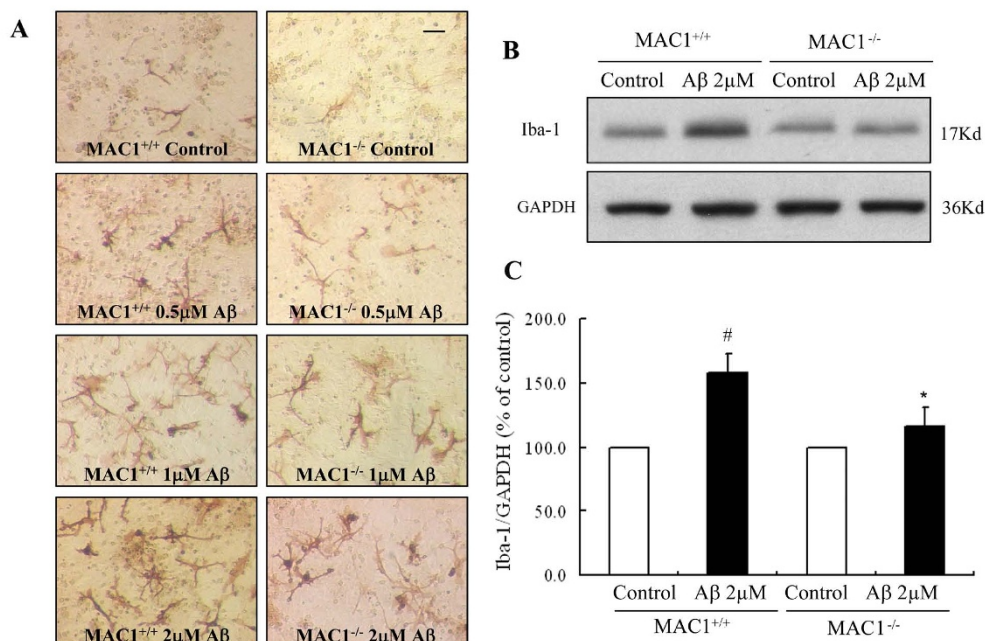 A
MAC1+/+ Control
MAC1-/- Control
MAC1+/+ 0.5µM Aβ
MAC1-/- 0.5µM Aβ
MAC1+/+ 1µM Aβ
MAC1-/- 1µM Aβ
MAC1+/+ 2µM Aβ
MAC1-/- 2µM Aβ
B
MAC1+/+ MAC1-/-
Control Aβ 2µM Control Aβ 2µM
Iba-1 17Kd
GAPDH 36Kd
C
Iba-1/GAPDH (% of control)
200.0
150.0
100.0
50.0
0.0
#
*
Control Aβ 2µM Control Aβ 2µM
MAC1+/+ MAC1-/-